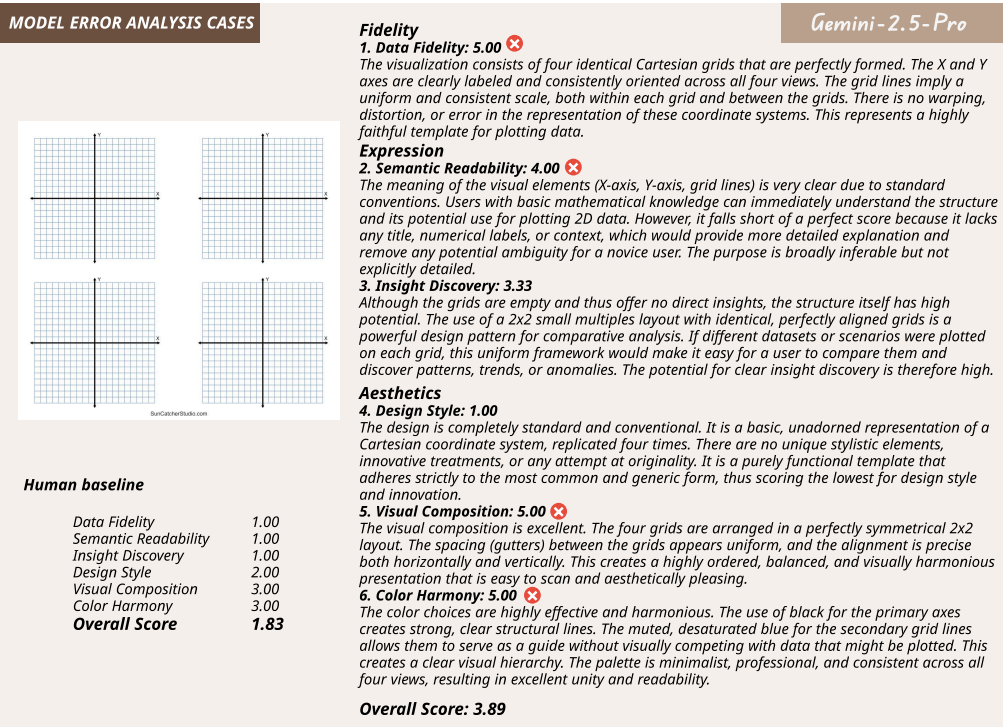 MODEL ERROR ANALYSIS CASES
Gemini-2.5-Pro
Y
X
Y
X
Y
X
Y
X
SunCatcherStudio.com
Human baseline
Data Fidelity 1.00
Semantic Readability 1.00
Insight Discovery 1.00
Design Style 2.00
Visual Composition 3.00
Color Harmony 3.00
Overall Score 1.83
Fidelity
1. Data Fidelity: 5.00
The visualization consists of four identical Cartesian grids that are perfectly formed. The X and Y
axes are clearly labeled and consistently oriented across all four views. The grid lines imply a
uniform and consistent scale, both within each grid and between the grids. There is no warping,
distortion, or error in the representation of these coordinate systems. This represents a highly
faithful template for plotting data.
Expression
2. Semantic Readability: 4.00
The meaning of the visual elements (X-axis, Y-axis, grid lines) is very clear due to standard
conventions. Users with basic mathematical knowledge can immediately understand the structure
and its potential use for plotting 2D data. However, it falls short of a perfect score because it lacks
any title, numerical labels, or context, which would provide more detailed explanation and
remove any potential ambiguity for a novice user. The purpose is broadly inferable but not
explicitly detailed.
3. Insight Discovery: 3.33
Although the grids are empty and thus offer no direct insights, the structure itself has high
potential. The use of a 2x2 small multiples layout with identical, perfectly aligned grids is a
powerful design pattern for comparative analysis. If different datasets or scenarios were plotted
on each grid, this uniform framework would make it easy for a user to compare them and
discover patterns, trends, or anomalies. The potential for clear insight discovery is therefore high.
Aesthetics
4. Design Style: 1.00
The design is completely standard and conventional. It is a basic, unadorned representation of a
Cartesian coordinate system, replicated four times. There are no unique stylistic elements,
innovative treatments, or any attempt at originality. It is a purely functional template that
adheres strictly to the most common and generic form, thus scoring the lowest for design style
and innovation.
5. Visual Composition: 5.00
The visual composition is excellent. The four grids are arranged in a perfectly symmetrical 2x2
layout. The spacing (gutters) between the grids appears uniform, and the alignment is precise
both horizontally and vertically. This creates a highly ordered, balanced, and visually harmonious
presentation that is easy to scan and aesthetically pleasing.
6. Color Harmony: 5.00
The color choices are highly effective and harmonious. The use of black for the primary axes
creates strong, clear structural lines. The muted, desaturated blue for the secondary grid lines
allows them to serve as a guide without visually competing with data that might be plotted. This
creates a clear visual hierarchy. The palette is minimalist, professional, and consistent across all
four views, resulting in excellent unity and readability.
Overall Score: 3.89